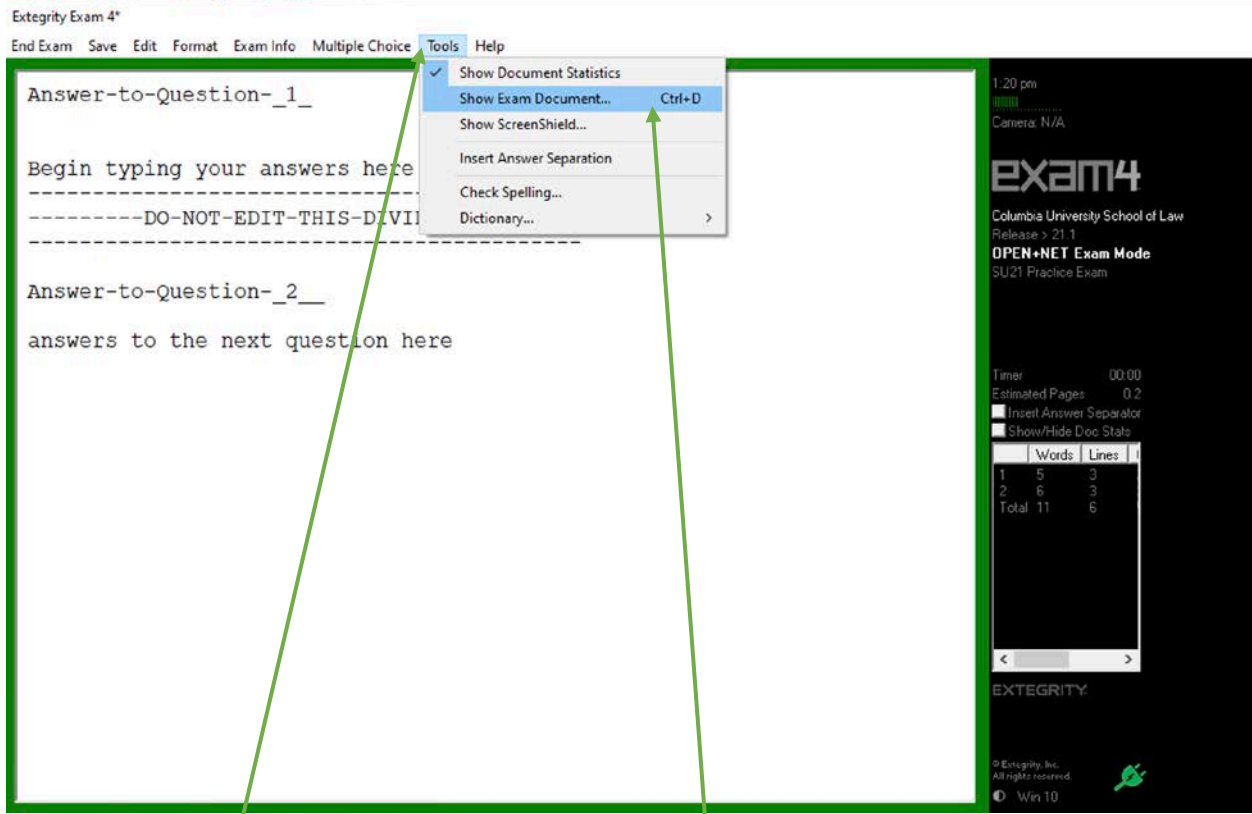 Extegrity Exam 4*
End Exam Save Edit Format Exam Info Multiple Choice Tools Help
Show Document Statistics
Show Exam Document... Ctrl+D
Show ScreenShield...
Insert Answer Separation
Check Spelling...
Dictionary...
Answer-to-Question-_1_
Begin typing your answers here
---------DO-NOT-EDIT-THIS-DIVI
Answer-to-Question-_2__
answers to the next question here
1:20 pm
Camera: N/A
exam4
Columbia University School of Law
Release > 21.1
OPEN+NET Exam Mode
SU21 Practice Exam
Timer 00:00
Estimated Pages 0.2
Insert Answer Separator
Show/Hide Doc Stats
Words Lines
1 5 3
2 6 3
Total 11 6
EXTEGRITY
© Extegrity, Inc.
All rights reserved.
Win 10